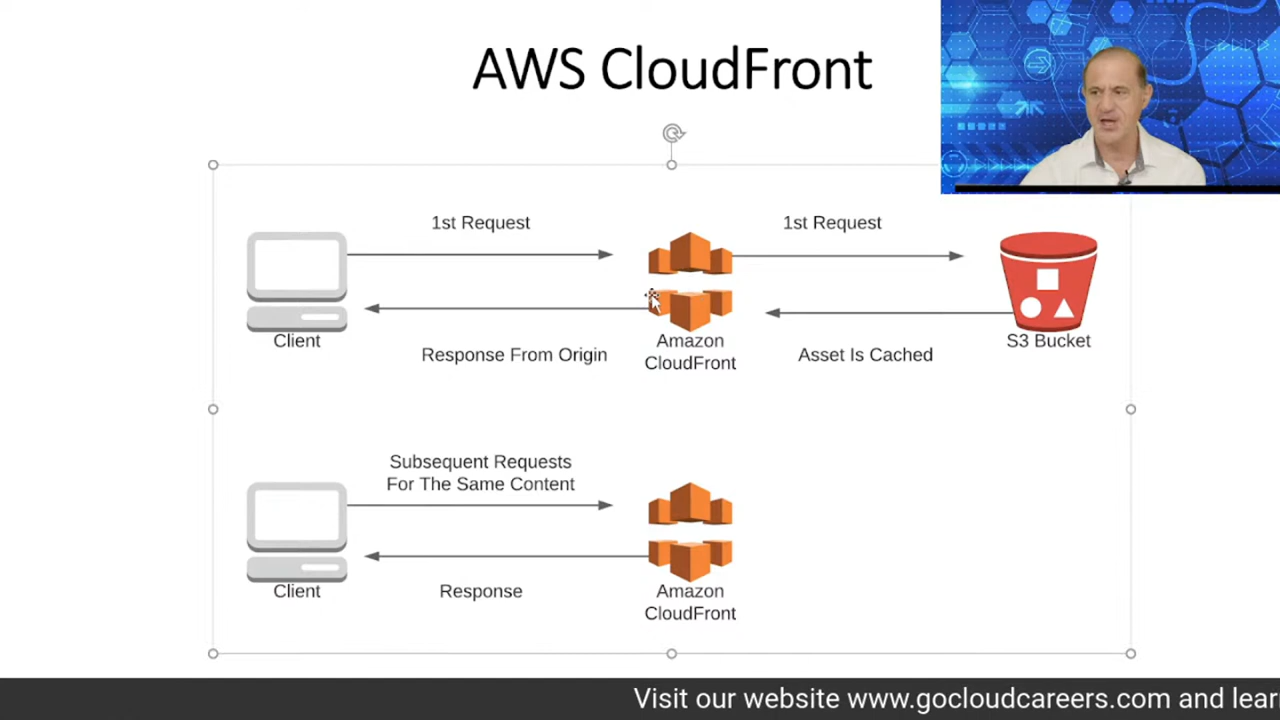 AWS CloudFront
1st Request
1st Request
Client
Response From Origin
Amazon
CloudFront
Asset Is Cached
S3 Bucket
Subsequent Requests
For The Same Content
Client
Response
Amazon
CloudFront
Visit our website www.gocloudcareers.com and lear